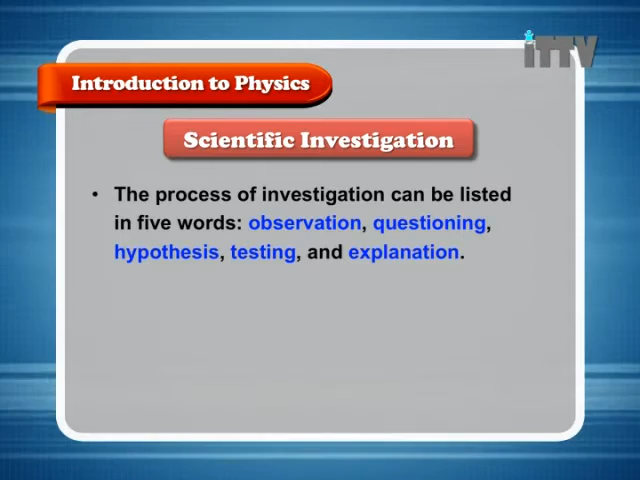 iTTV
Introduction to Physics
Scientific Investigation
• The process of investigation can be listed
in five words: observation, questioning,
hypothesis, testing, and explanation.